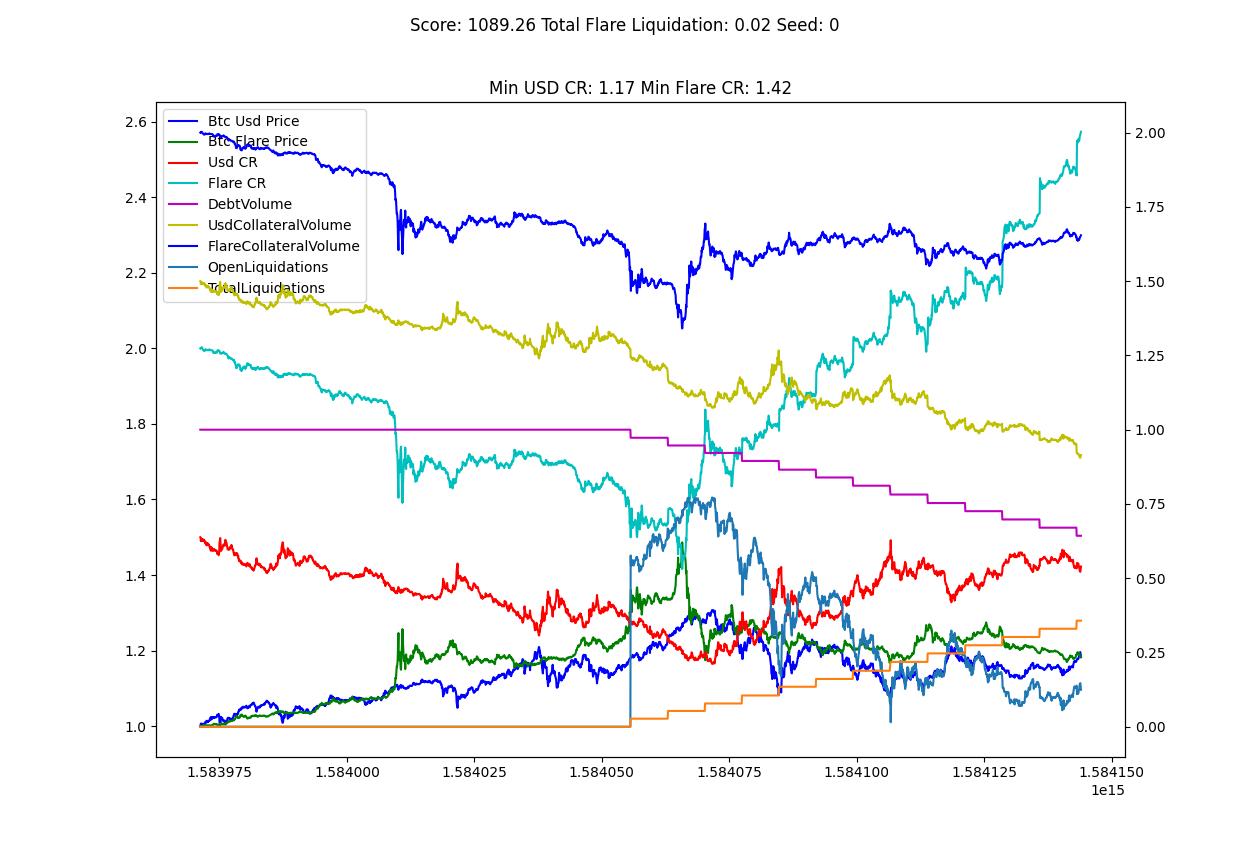 Score: 1089.26 Total Flare Liquidation: 0.02 Seed: 0
Min USD CR: 1.17 Min Flare CR: 1.42
Btc Usd Price
Btc Flare Price
Usd CR
Flare CR
DebtVolume
UsdCollateralVolume
FlareCollateralVolume
OpenLiquidations
TotalLiquidations
2.6
2.4
2.2
2.0
1.8
1.6
1.4
1.2
1.0
2.00
1.75
1.50
1.25
1.00
0.75
0.50
0.25
0.00
1.583975 1.584000 1.584025 1.584050 1.584075 1.584100 1.584125 1.584150
1e15